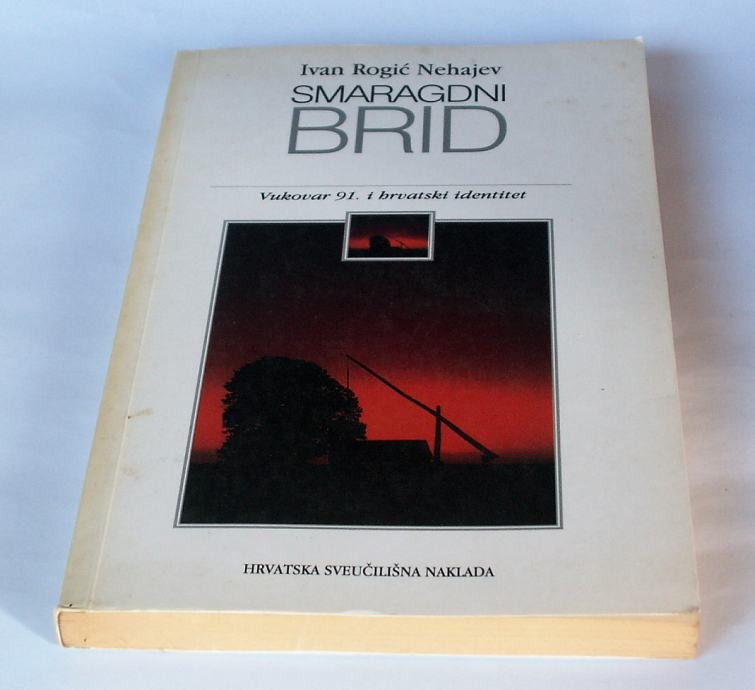 Ivan Rogić Nehajev
SMARAGDNI
BRID
Vukovar 91. i hrvatski identitet
HRVATSKA SVEUČILIŠNA NAKLADA